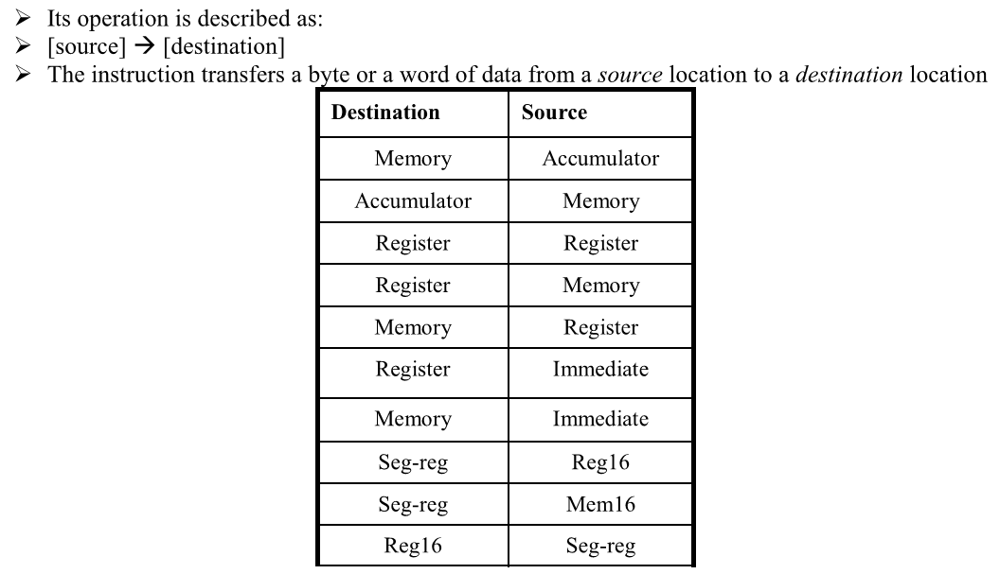 ➢ Its operation is described as:
➢ [source] → [destination]
➢ The instruction transfers a byte or a word of data from a source location to a destination location
Destination Source
Memory Accumulator
Accumulator Memory
Register Register
Register Memory
Memory Register
Register Immediate
Memory Immediate
Seg-reg Reg16
Seg-reg Mem16
Reg16 Seg-reg